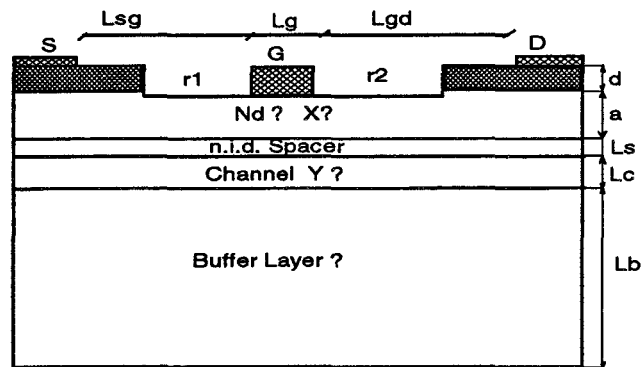 Lsg Lg Lgd
S G D
r1 r2 d
Nd ? X? a
n.i.d. Spacer Ls
Channel Y ? Lc
Buffer Layer ? Lb